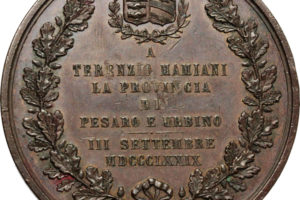 A
TERENZIO MAMIANI
LA PROVINCIA
DI
PESARO E URBINO
III SETTEMBRE
MDCCCLXXIX